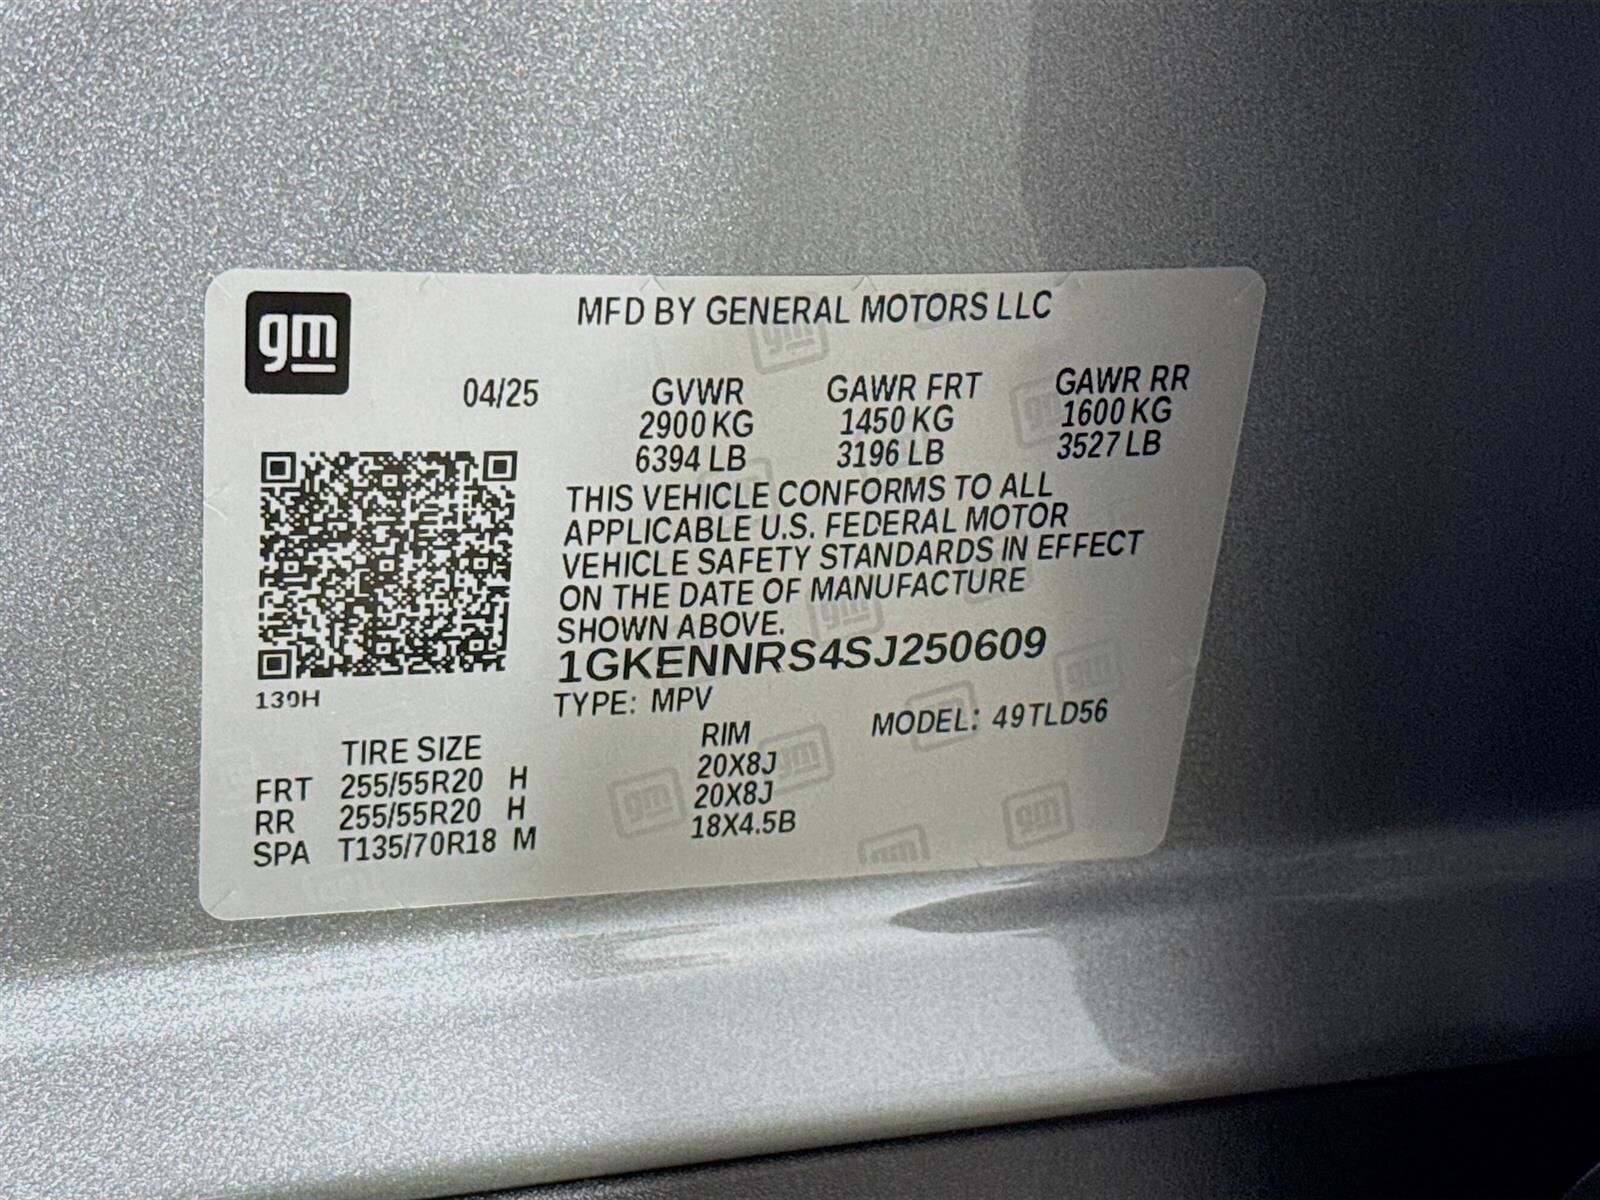 gm
MFD BY GENERAL MOTORS LLC
04/25 GVWR GAWR FRT GAWR RR
2900 KG 1450 KG 1600 KG
6394 LB 3196 LB 3527 LB
THIS VEHICLE CONFORMS TO ALL
APPLICABLE U.S. FEDERAL MOTOR
VEHICLE SAFETY STANDARDS IN EFFECT
ON THE DATE OF MANUFACTURE
SHOWN ABOVE.
1GKENNRS4SJ250609
139H
TYPE: MPV MODEL: 49TLD56
TIRE SIZE RIM
FRT 255/55R20 H 20X8J
RR 255/55R20 H 20X8J
SPA T135/70R18 M 18X4.5B